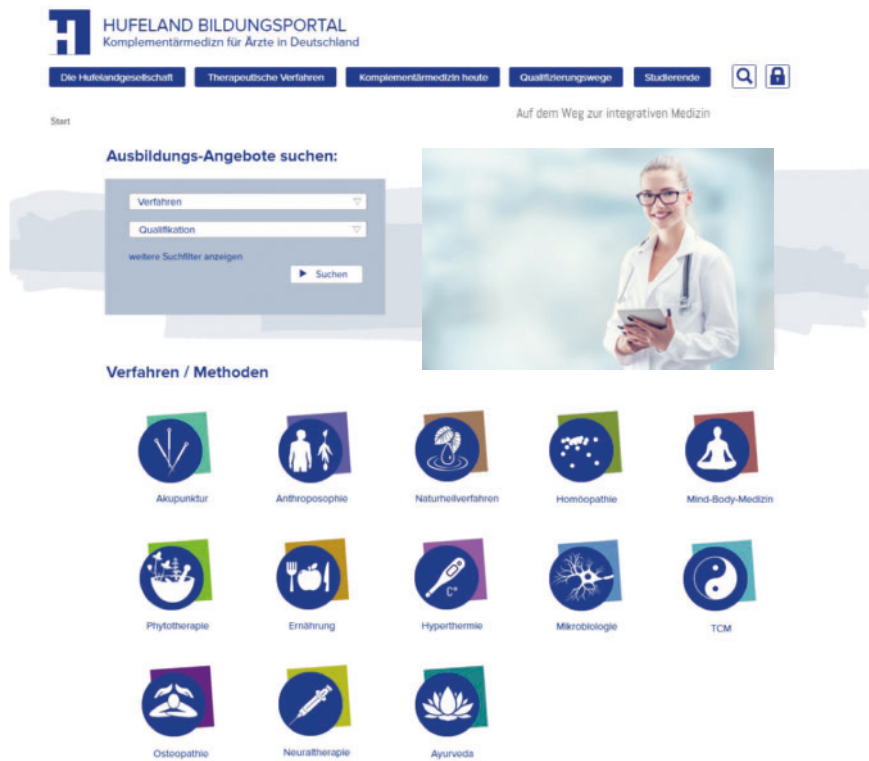 HUFELAND BILDUNGSPORTAL
Komplementärmedizn für Ärzte in Deutschland
Die Hufelandgesellschaft Therapeutische Verfahren Komplementärmedizin heute Qualifizierungswege Studierende
Start
Auf dem Weg zur integrativen Medizin
Ausbildungs-Angebote suchen:
Verfahren
Qualifikation
weitere Suchfilter anzeigen
Suchen
Verfahren / Methoden
Akupunktur Anthroposophie Naturheilverfahren Homöopathie Mind-Body-Medizin
C°
Phytotherapie Ernährung Hyperthermie Mikrobiologie TCM
Osteopathie Neuraltherapie Ayurveda